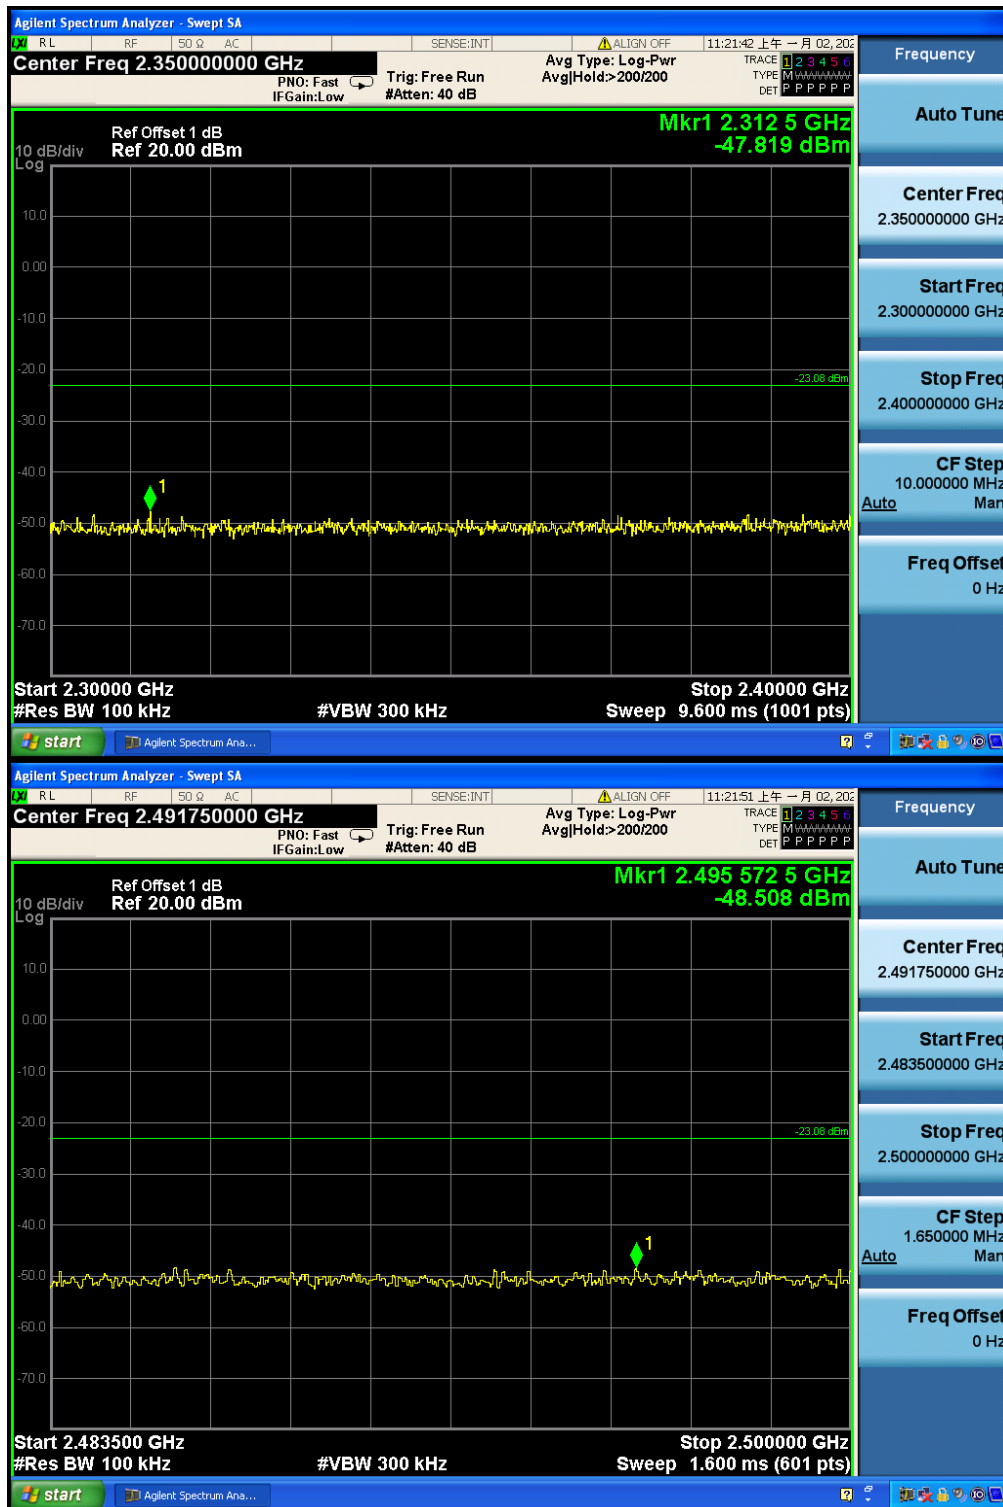 Agilent Spectrum Analyzer - Swept SA
LXI RL RF 50 Ω AC SENSE:INT ALIGN OFF 11:21:42 上午 一月 02, 202
Center Freq 2.350000000 GHz
PNO: Fast
IFGain:Low
Trig: Free Run
#Atten: 40 dB
Avg Type: Log-Pwr
Avg|Hold:>200/200
TRACE 1 2 3 4 5 6
TYPE M
DET P P P P P P
Mkr1 2.312 5 GHz
-47.819 dBm
Ref Offset 1 dB
Ref 20.00 dBm
10 dB/div
Log
10.0
0.00
-10.0
-20.0
-23.08 dBm
-30.0
-40.0
1
-50.0
-60.0
-70.0
Start 2.30000 GHz
Stop 2.40000 GHz
#Res BW 100 kHz
#VBW 300 kHz
Sweep 9.600 ms (1001 pts)
Frequency
Auto Tune
Center Freq
2.350000000 GHz
Start Freq
2.300000000 GHz
Stop Freq
2.400000000 GHz
CF Step
10.000000 MHz
Auto Man
Freq Offset
0 Hz
start Agilent Spectrum Ana...
Agilent Spectrum Analyzer - Swept SA
LXI RL RF 50 Ω AC SENSE:INT ALIGN OFF 11:21:51 上午 一月 02, 202
Center Freq 2.491750000 GHz
PNO: Fast
IFGain:Low
Trig: Free Run
#Atten: 40 dB
Avg Type: Log-Pwr
Avg|Hold:>200/200
TRACE 1 2 3 4 5 6
TYPE M
DET P P P P P P
Mkr1 2.495 572 5 GHz
-48.508 dBm
Ref Offset 1 dB
Ref 20.00 dBm
10 dB/div
Log
10.0
0.00
-10.0
-20.0
-23.08 dBm
-30.0
-40.0
1
-50.0
-60.0
-70.0
Start 2.483500 GHz
Stop 2.500000 GHz
#Res BW 100 kHz
#VBW 300 kHz
Sweep 1.600 ms (601 pts)
Frequency
Auto Tune
Center Freq
2.491750000 GHz
Start Freq
2.483500000 GHz
Stop Freq
2.500000000 GHz
CF Step
1.650000 MHz
Auto Man
Freq Offset
0 Hz
start Agilent Spectrum Ana...